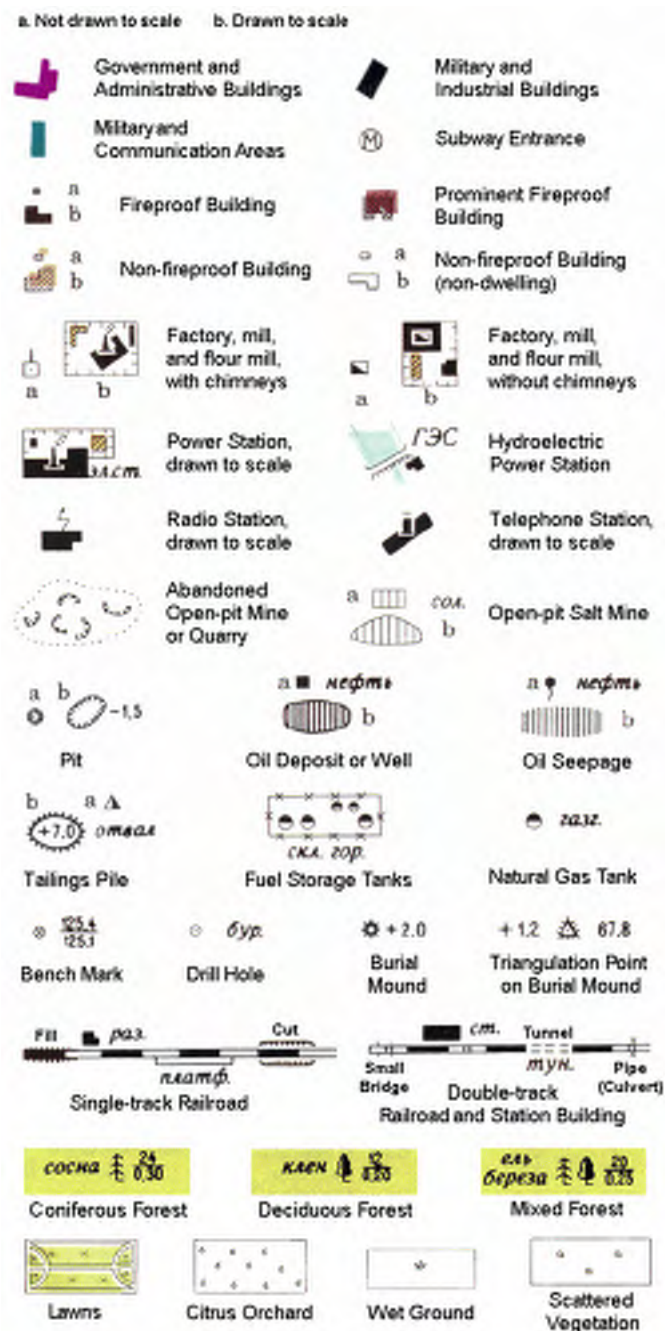 a. Not drawn to scale b. Drawn to scale
Government and
Administrative Buildings
Military and
Industrial Buildings
Military and
Communication Areas
M
Subway Entrance
a
b
Fireproof Building
Prominent Fireproof
Building
a
b
Non-fireproof Building
a
b
Non-fireproof Building
(non-dwelling)
a
b
Factory, mill,
and flour mill,
with chimneys
a
b
Factory, mill,
and flour mill,
without chimneys
эл.ст.
Power Station,
drawn to scale
ГЭС
Hydroelectric
Power Station
Radio Station,
drawn to scale
Telephone Station,
drawn to scale
Abandoned
Open-pit Mine
or Quarry
a
сол.
b
Open-pit Salt Mine
a b
-1,5
Pit
a нефть
b
Oil Deposit or Well
a нефть
b
Oil Seepage
b a
+7.0 отвал
Tailings Pile
скл. гор.
Fuel Storage Tanks
газг.
Natural Gas Tank
125.4
125.1
Bench Mark
бур.
Drill Hole
+2.0
Burial
Mound
+1.2 67.8
Triangulation Point
on Burial Mound
Fill раз. Cut
платф.
Single-track Railroad
ст. Tunnel
Small
Bridge
тун.
Pipe
(Culvert)
Double-track
Railroad and Station Building
сосна 24
0,30
Coniferous Forest
клен 12
0,20
Deciduous Forest
ель
береза 20
0,25
Mixed Forest
Lawns
Citrus Orchard
Wet Ground
Scattered
Vegetation